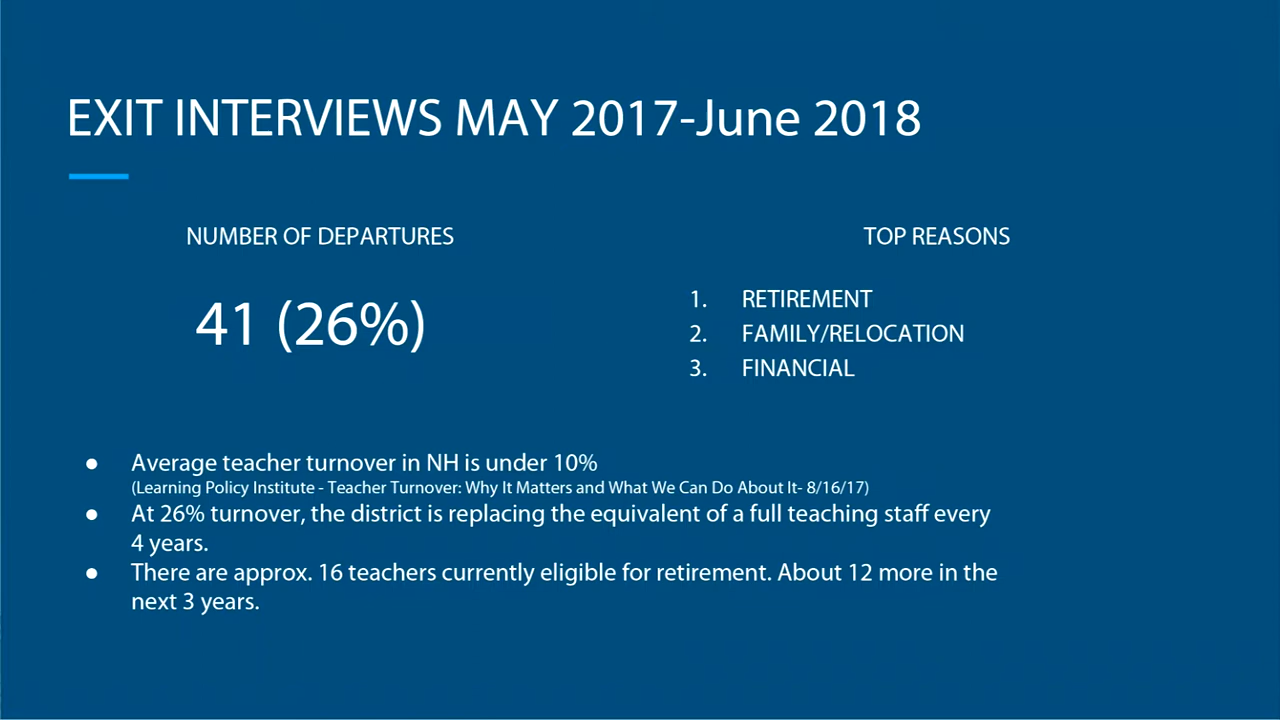 EXIT INTERVIEWS MAY 2017-June 2018
NUMBER OF DEPARTURES
41 (26%)
TOP REASONS
1. RETIREMENT
2. FAMILY/RELOCATION
3. FINANCIAL
● Average teacher turnover in NH is under 10%
(Learning Policy Institute - Teacher Turnover: Why It Matters and What We Can Do About It- 8/16/17)
● At 26% turnover, the district is replacing the equivalent of a full teaching staff every
4 years.
● There are approx. 16 teachers currently eligible for retirement. About 12 more in the
next 3 years.